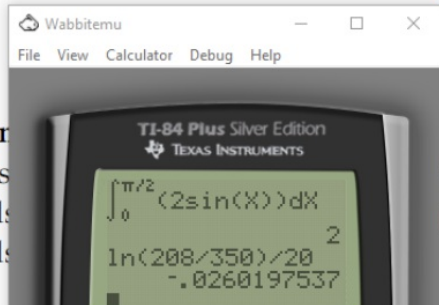 Wabbitemu
File View Calculator Debug Help
TI-84 Plus Silver Edition
TEXAS INSTRUMENTS
∫₀^π/2 (2sin(X))dX
2
ln(208/350)/20
-.0260197537